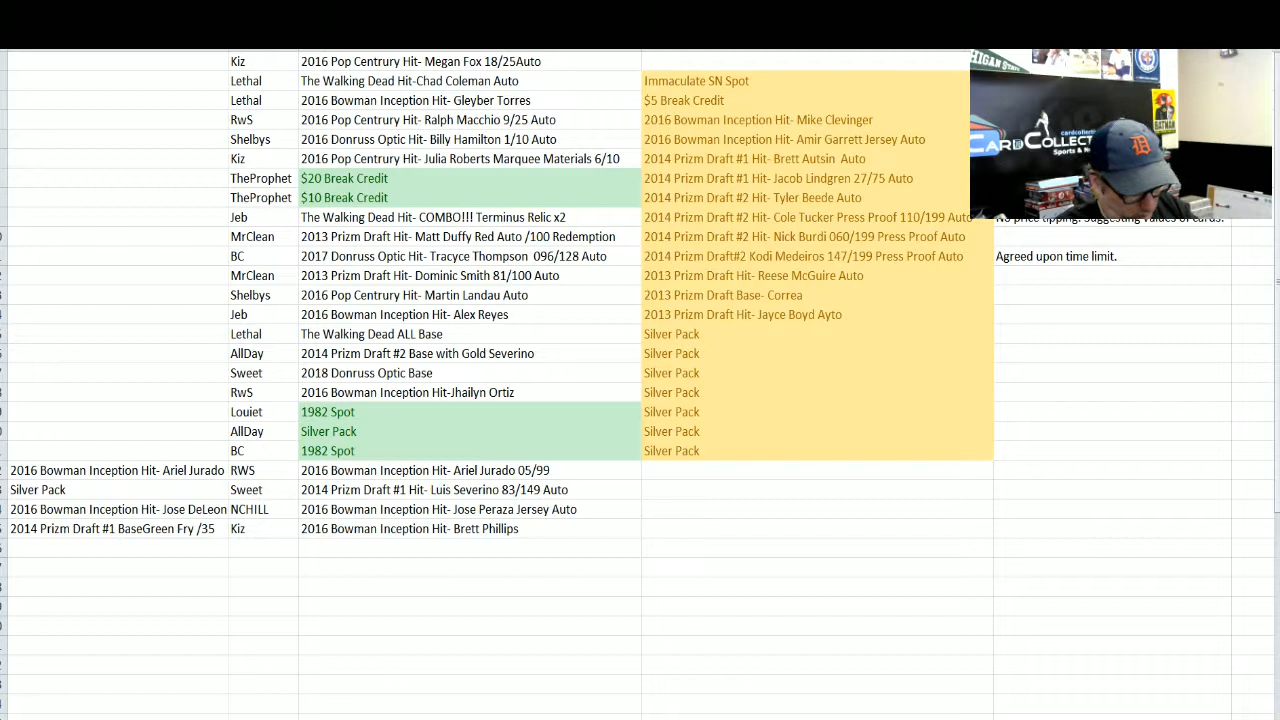 Kiz 2016 Pop Centrury Hit- Megan Fox 18/25Auto
Lethal The Walking Dead Hit-Chad Coleman Auto Immaculate SN Spot
Lethal 2016 Bowman Inception Hit- Gleyber Torres $5 Break Credit
RwS 2016 Pop Centrury Hit- Ralph Macchio 9/25 Auto 2016 Bowman Inception Hit- Mike Clevinger
Shelbys 2016 Donruss Optic Hit- Billy Hamilton 1/10 Auto 2016 Bowman Inception Hit- Amir Garrett Jersey Auto
Kiz 2016 Pop Centrury Hit- Julia Roberts Marquee Materials 6/10 2014 Prizm Draft #1 Hit- Brett Autsin Auto
TheProphet $20 Break Credit 2014 Prizm Draft #1 Hit- Jacob Lindgren 27/75 Auto
TheProphet $10 Break Credit 2014 Prizm Draft #2 Hit- Tyler Beede Auto
Jeb The Walking Dead Hit- COMBO!!! Terminus Relic x2 2014 Prizm Draft #2 Hit- Cole Tucker Press Proof 110/199 Auto No price tipping. Suggesting values of cards.
MrClean 2013 Prizm Draft Hit- Matt Duffy Red Auto /100 Redemption 2014 Prizm Draft #2 Hit- Nick Burdi 060/199 Press Proof Auto
BC 2017 Donruss Optic Hit- Tracyce Thompson 096/128 Auto 2014 Prizm Draft#2 Kodi Medeiros 147/199 Press Proof Auto Agreed upon time limit.
MrClean 2013 Prizm Draft Hit- Dominic Smith 81/100 Auto 2013 Prizm Draft Hit- Reese McGuire Auto
Shelbys 2016 Pop Centrury Hit- Martin Landau Auto 2013 Prizm Draft Base- Correa
Jeb 2016 Bowman Inception Hit- Alex Reyes 2013 Prizm Draft Hit- Jayce Boyd Ayto
Lethal The Walking Dead ALL Base Silver Pack
AllDay 2014 Prizm Draft #2 Base with Gold Severino Silver Pack
Sweet 2018 Donruss Optic Base Silver Pack
RwS 2016 Bowman Inception Hit-Jhailyn Ortiz Silver Pack
Louiet 1982 Spot Silver Pack
AllDay Silver Pack Silver Pack
BC 1982 Spot Silver Pack
2016 Bowman Inception Hit- Ariel Jurado RWS 2016 Bowman Inception Hit- Ariel Jurado 05/99
Silver Pack Sweet 2014 Prizm Draft #1 Hit- Luis Severino 83/149 Auto
2016 Bowman Inception Hit- Jose DeLeon NCHILL 2016 Bowman Inception Hit- Jose Peraza Jersey Auto
2014 Prizm Draft #1 BaseGreen Fry /35 Kiz 2016 Bowman Inception Hit- Brett Phillips